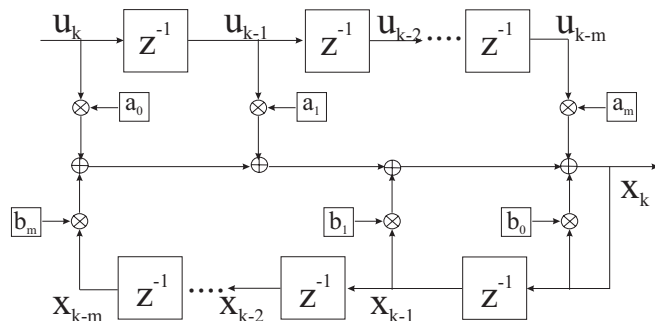 u_k z^-1 u_k-1 z^-1 u_k-2 .... z^-1 u_k-m
a_0 a_1 a_m
x_k
b_m b_1 b_0
x_k-m z^-1 .... x_k-2 z^-1 x_k-1 z^-1